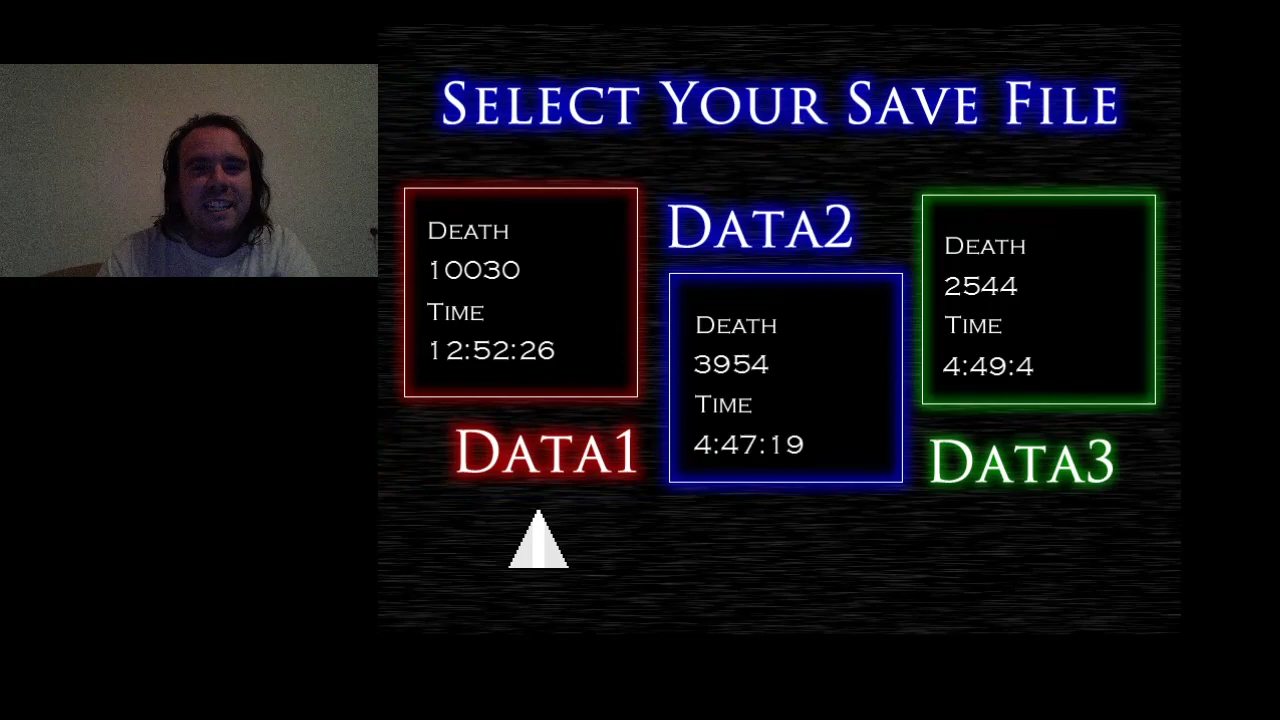 Select Your Save File
Death
10030
Time
12:52:26
Data1
Data2
Death
3954
Time
4:47:19
Death
2544
Time
4:49:4
Data3